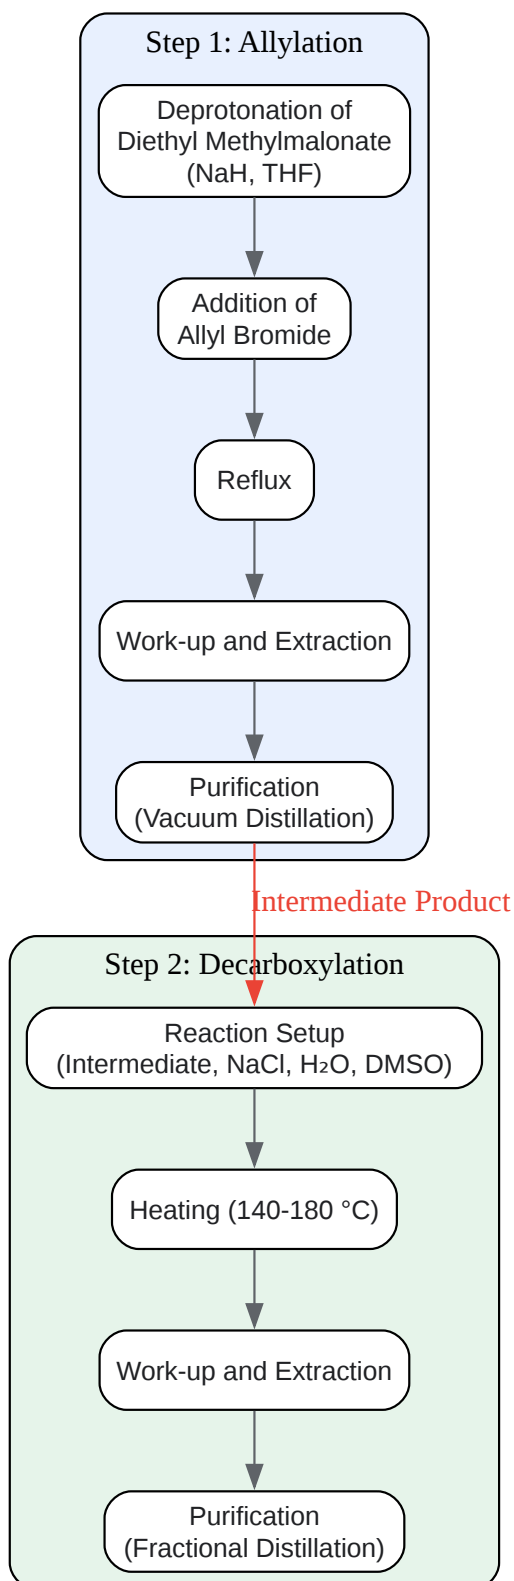 Step 1: Allylation
Deprotonation of
Diethyl Methylmalonate
(NaH, THF)
Addition of
Allyl Bromide
Reflux
Work-up and Extraction
Purification
(Vacuum Distillation)
Intermediate Product
Step 2: Decarboxylation
Reaction Setup
(Intermediate, NaCl, H₂O, DMSO)
Heating (140-180 °C)
Work-up and Extraction
Purification
(Fractional Distillation)